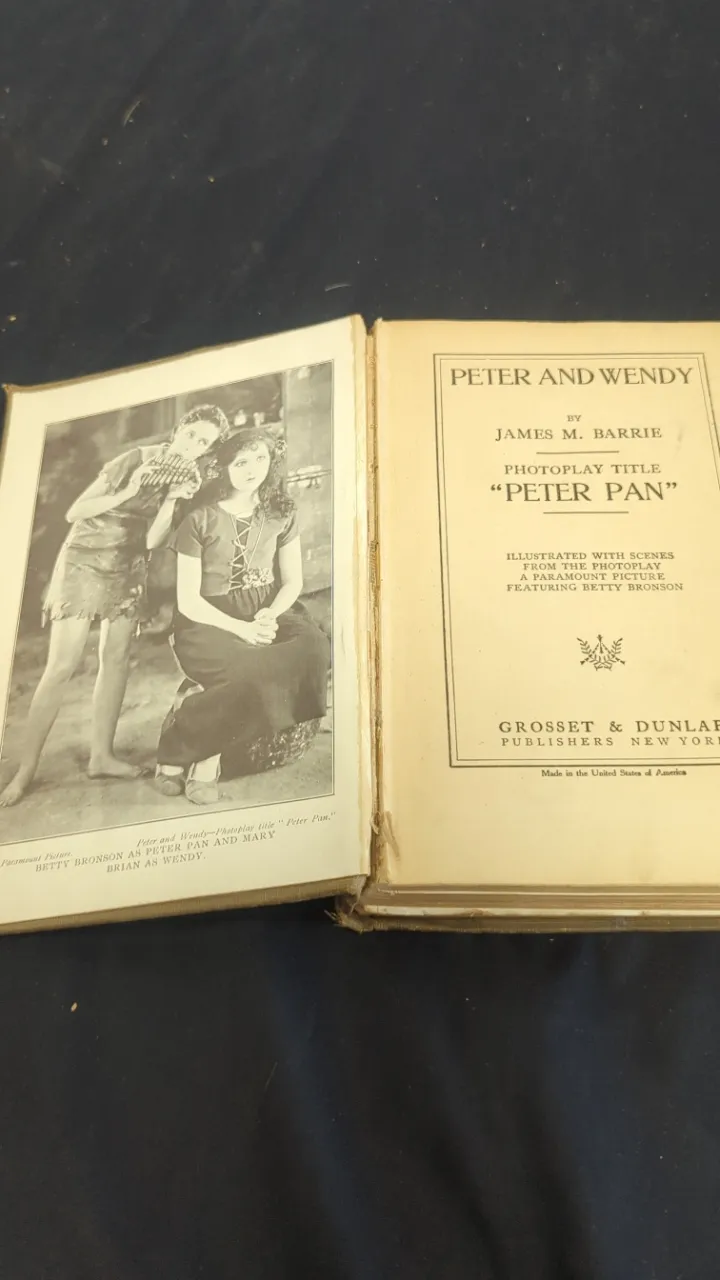 Paramount Picture. Peter and Wendy—Photoplay title "Peter Pan."
BETTY BRONSON AS PETER PAN AND MARY
BRIAN AS WENDY.
PETER AND WENDY
BY
JAMES M. BARRIE
PHOTOPLAY TITLE
"PETER PAN"
ILLUSTRATED WITH SCENES
FROM THE PHOTOPLAY
A PARAMOUNT PICTURE
FEATURING BETTY BRONSON
GROSSET & DUNLAP
PUBLISHERS NEW YORK
Made in the United States of America